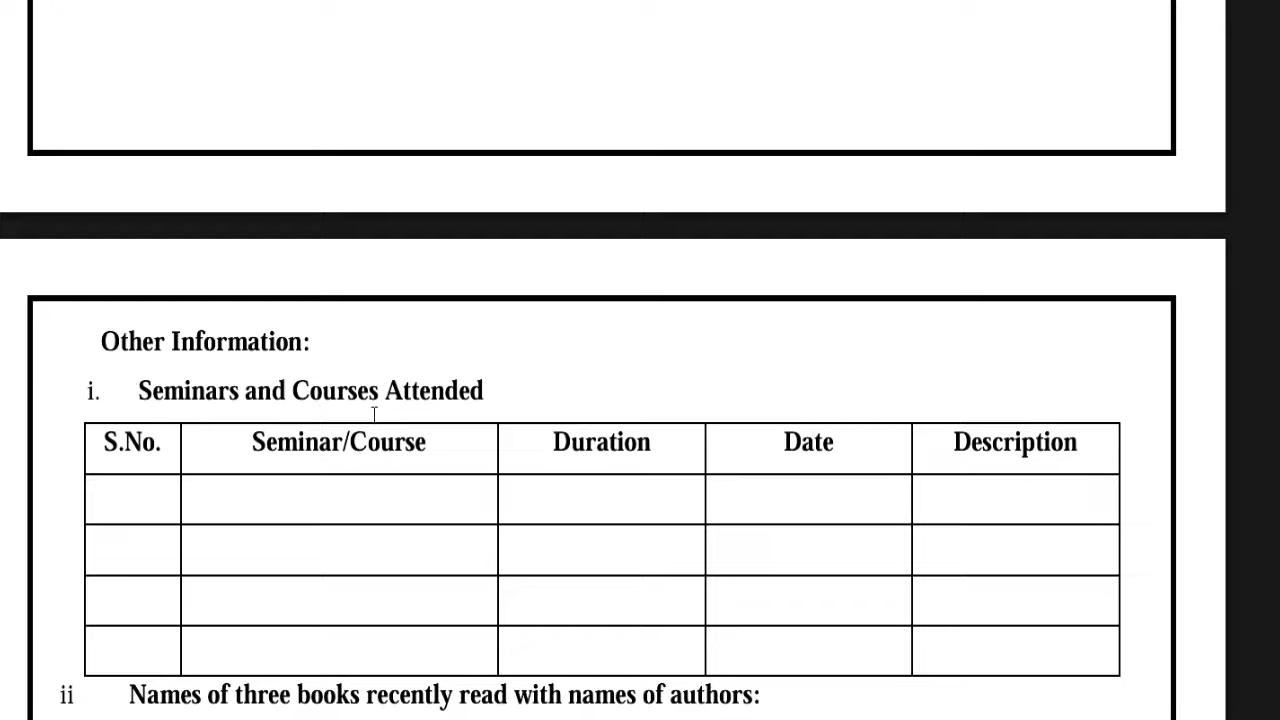 Other Information:
i. Seminars and Courses Attended
S.No. Seminar/Course Duration Date Description
ii Names of three books recently read with names of authors: